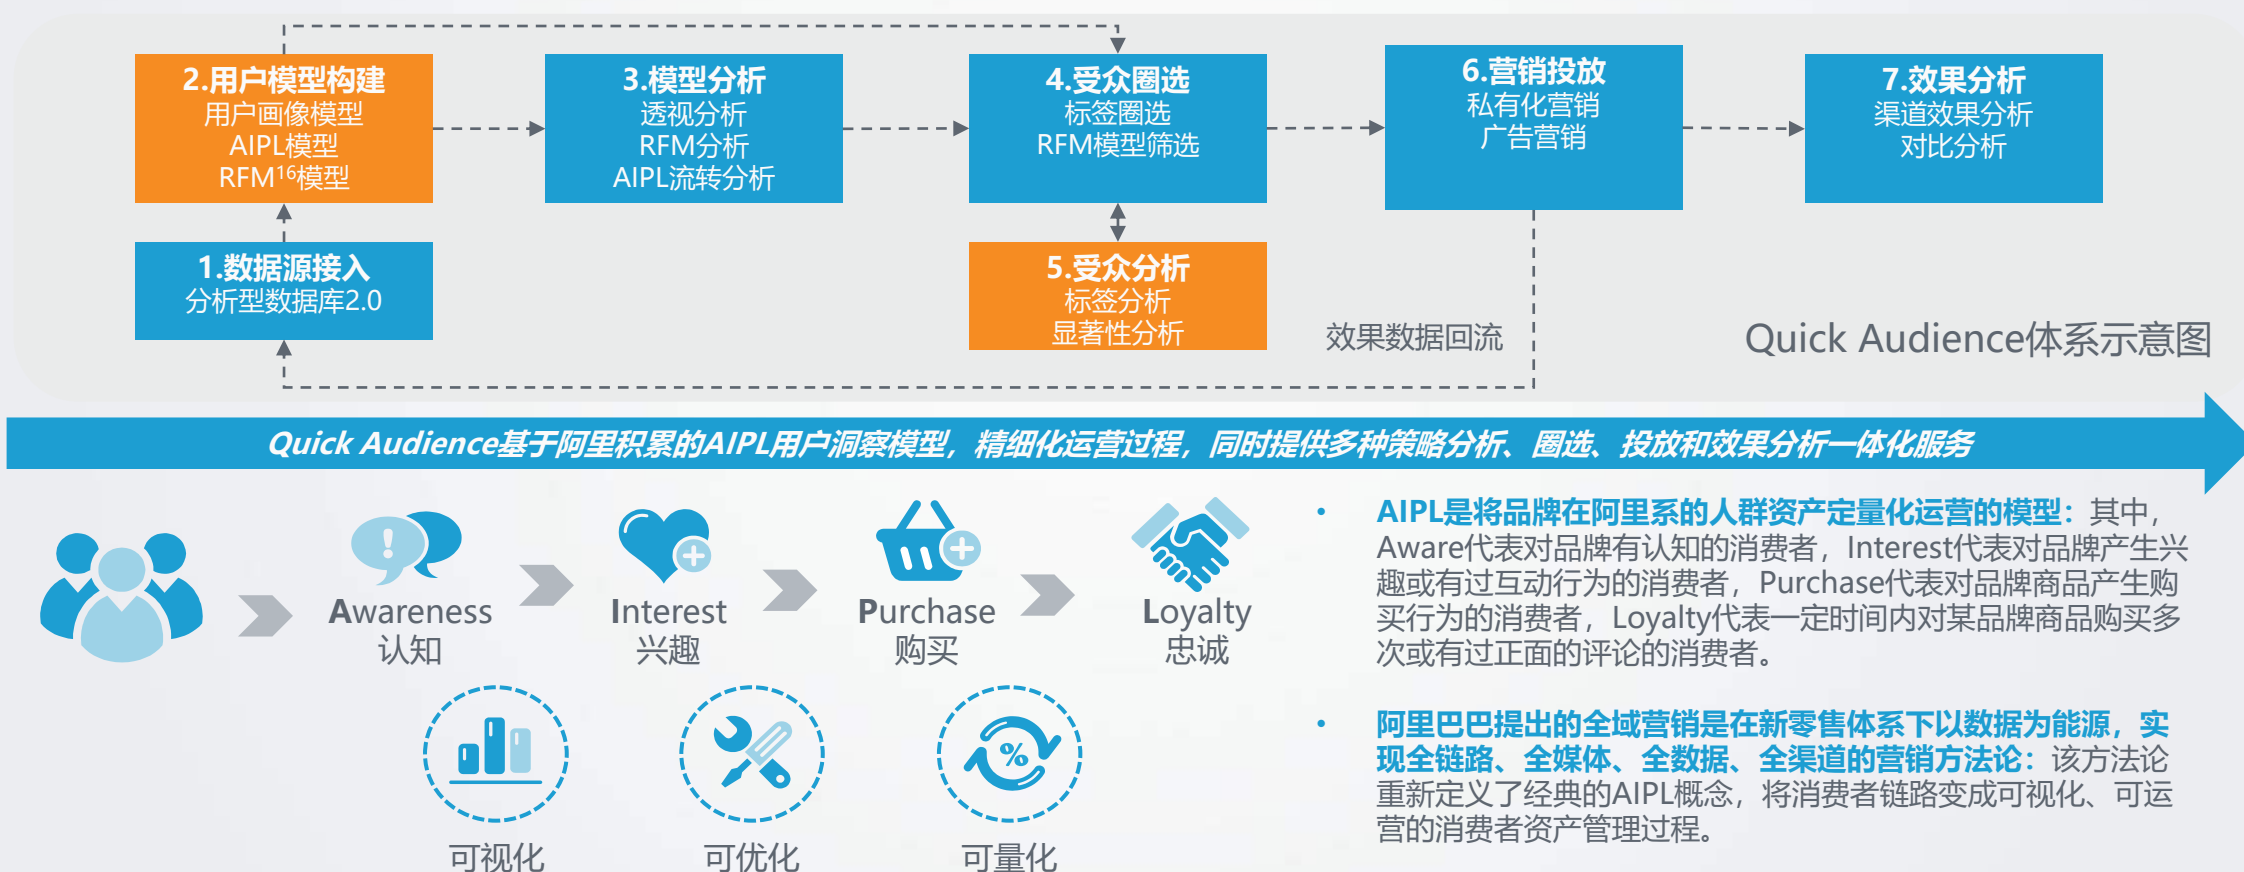 2.用户模型构建
用户画像模型
AIPL模型
RFM16模型
3.模型分析
透视分析
RFM分析
AIPL流转分析
4.受众圈选
标签圈选
RFM模型筛选
6.营销投放
私有化营销
广告营销
7.效果分析
渠道效果分析
对比分析
1.数据源接入
分析型数据库2.0
5.受众分析
标签分析
显著性分析
效果数据回流
Quick Audience体系示意图
Quick Audience基于阿里积累的AIPL用户洞察模型，精细化运营过程，同时提供多种策略分析、圈选、投放和效果分析一体化服务
Awareness
认知
Interest
兴趣
Purchase
购买
Loyalty
忠诚
%
可视化
可优化
可量化
• AIPL是将品牌在阿里系的人群资产定量化运营的模型：其中，
Aware代表对品牌有认知的消费者，Interest代表对品牌产生兴
趣或有过互动行为的消费者，Purchase代表对品牌商品产生购
买行为的消费者，Loyalty代表一定时间内对某品牌商品购买多
次或有过正面的评论的消费者。
• 阿里巴巴提出的全域营销是在新零售体系下以数据为能源，实
现全链路、全媒体、全数据、全渠道的营销方法论：该方法论
重新定义了经典的AIPL概念，将消费者链路变成可视化、可运
营的消费者资产管理过程。